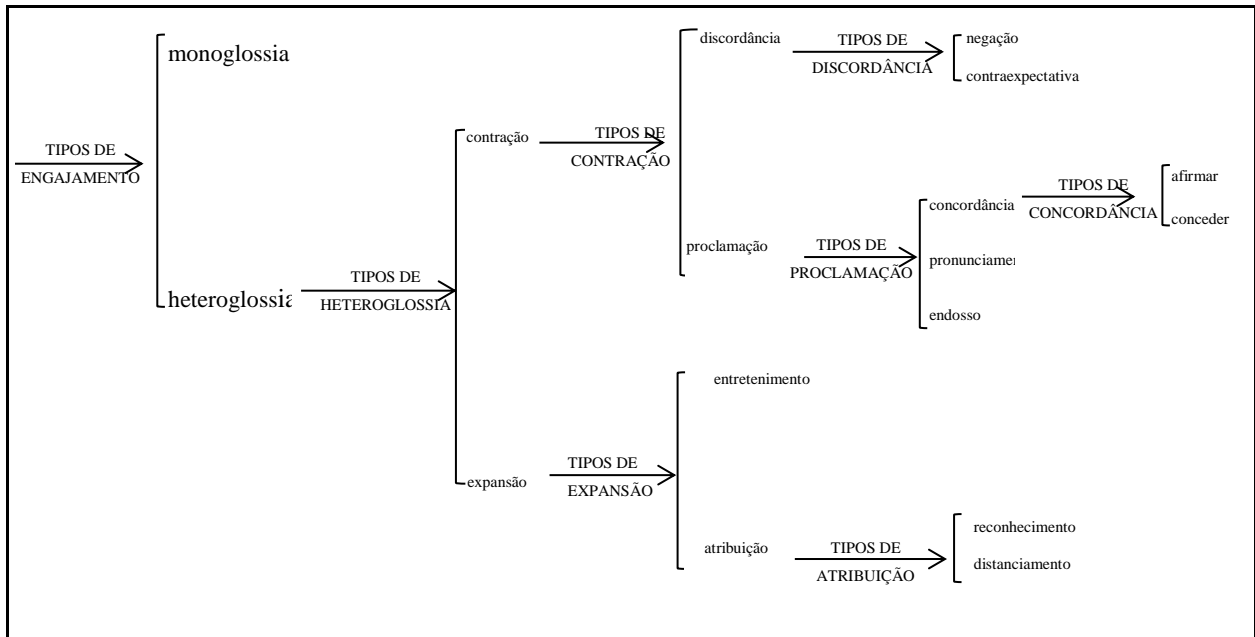 monoglossia
discordância
TIPOS DE
DISCORDÂNCIA
negação
contraexpectativa
TIPOS DE
ENGAJAMENTO
contração
TIPOS DE
CONTRAÇÃO
afirmar
TIPOS DE
CONCORDÂNCIA
conceder
concordância
proclamação
TIPOS DE
PROCLAMAÇÃO
pronunciamen
endosso
heteroglossia
TIPOS DE
HETEROGLOSSIA
entretenimento
expansão
TIPOS DE
EXPANSÃO
atribuição
TIPOS DE
ATRIBUIÇÃO
reconhecimento
distanciamento